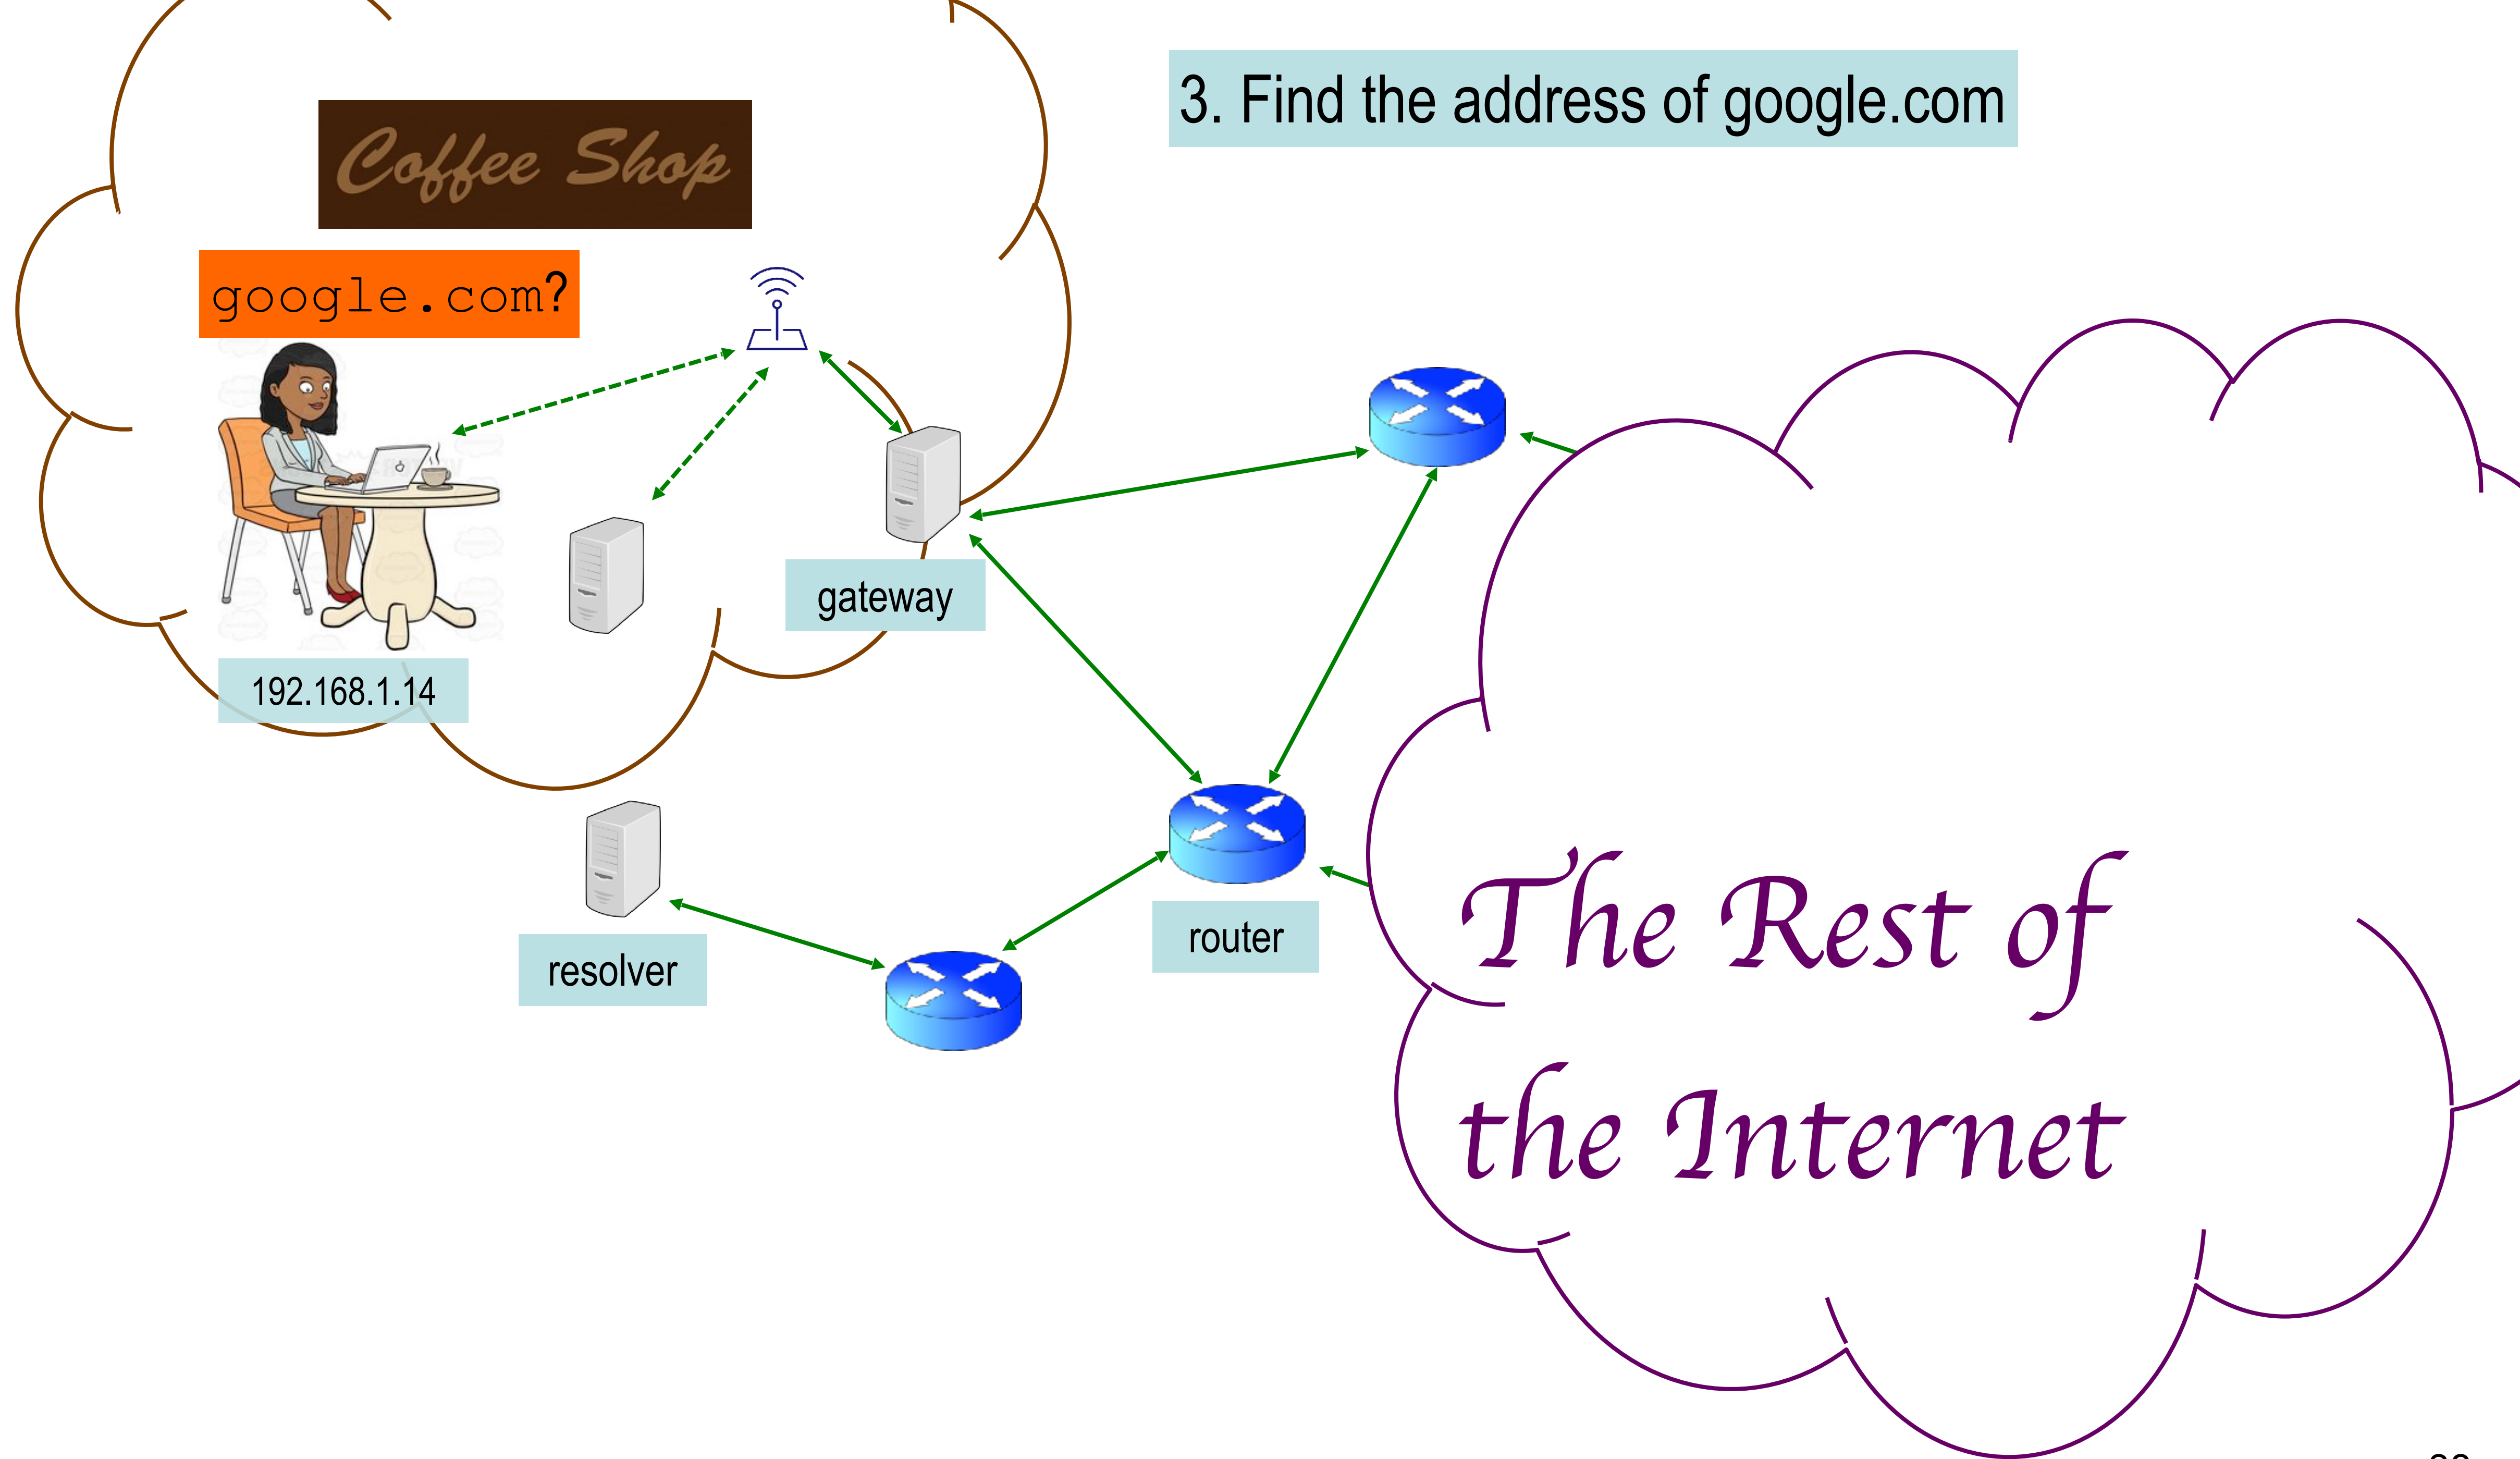 3. Find the address of google.com
Coffee Shop
google.com?
gateway
192.168.1.14
router
resolver
The Rest of
the Internet